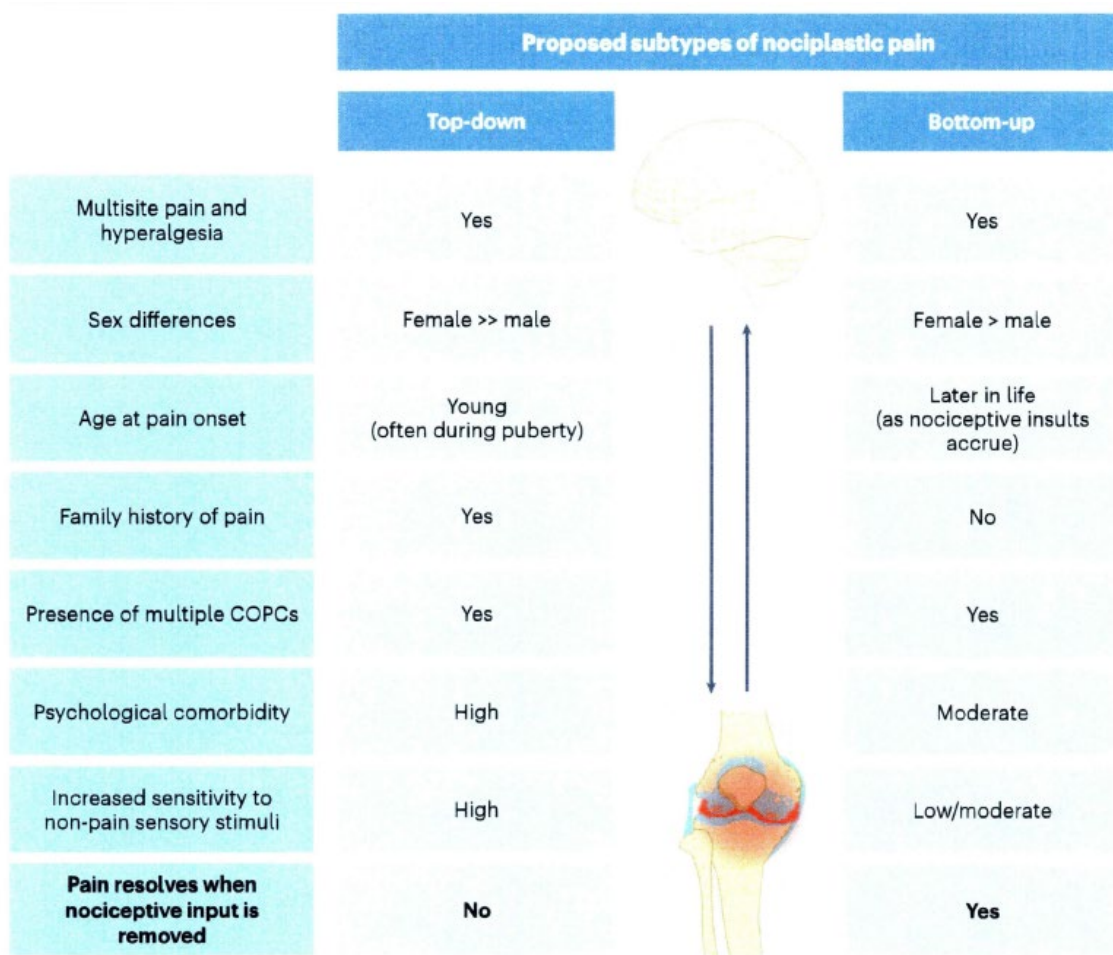 Proposed subtypes of nociplastic pain
Top-down
Bottom-up
Multisite pain and
hyperalgesia
Yes
Yes
Sex differences
Female >> male
Female > male
Age at pain onset
Young
(often during puberty)
Later in life
(as nociceptive insults
accrue)
Family history of pain
Yes
No
Presence of multiple COPCs
Yes
Yes
Psychological comorbidity
High
Moderate
Increased sensitivity to
non-pain sensory stimuli
High
Low/moderate
Pain resolves when
nociceptive input is
removed
No
Yes